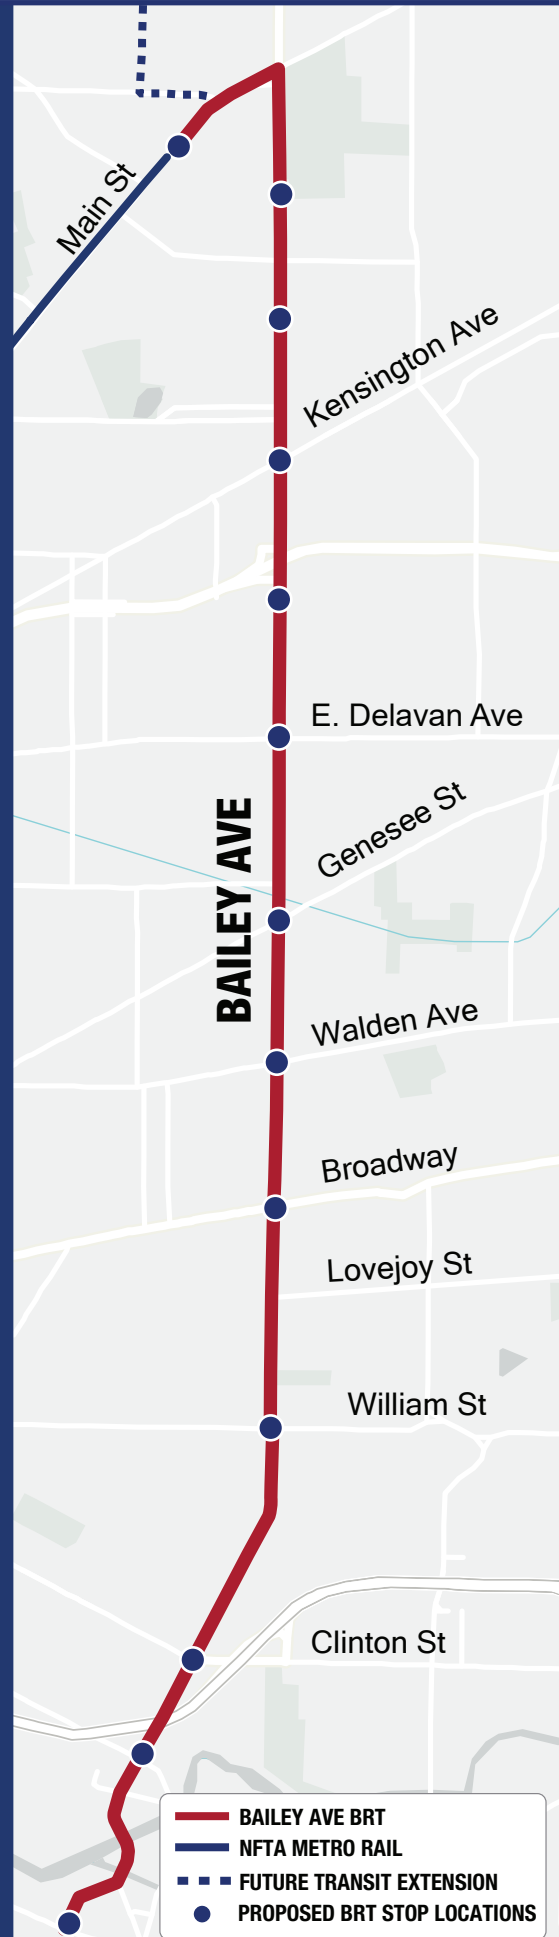 Main St
Kensington Ave
E. Delavan Ave
Genesee St
BAILEY AVE
Walden Ave
Broadway
Lovejoy St
William St
Clinton St
BAILEY AVE BRT
NFTA METRO RAIL
FUTURE TRANSIT EXTENSION
PROPOSED BRT STOP LOCATIONS